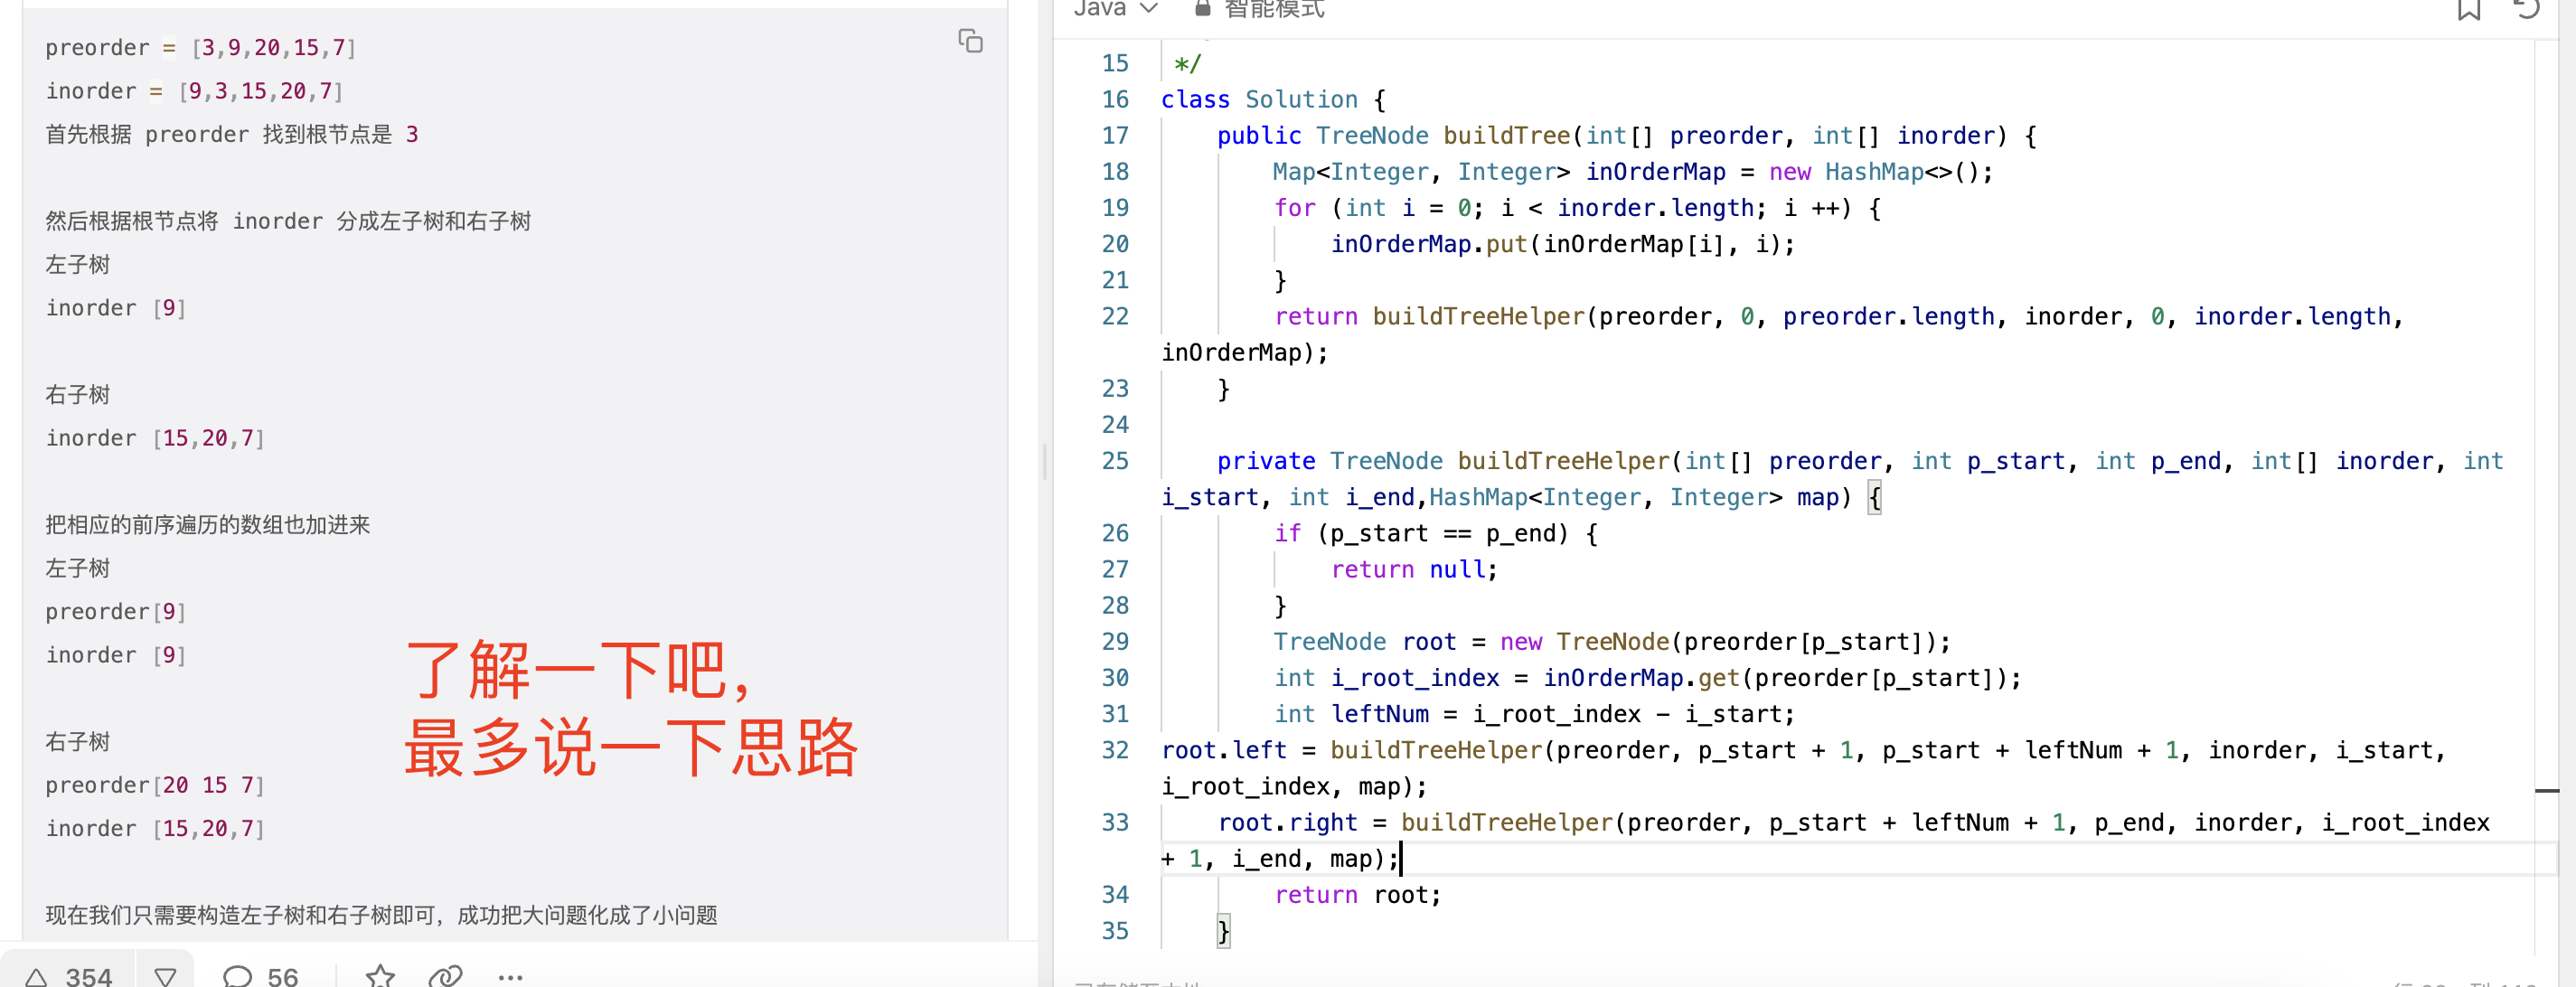 preorder = [3,9,20,15,7]
inorder = [9,3,15,20,7]
首先根据 preorder 找到根节点是 3
然后根据根节点将 inorder 分成左子树和右子树
左子树
inorder [9]
右子树
inorder [15,20,7]
把相应的前序遍历的数组也加进来
左子树
preorder[9]
inorder [9]
右子树
preorder[20 15 7]
inorder [15,20,7]
现在我们只需要构造左子树和右子树即可，成功把大问题化成了小问题
了解一下吧，
最多说一下思路
354
56
Java
智能模式
15 */
16 class Solution {
17 public TreeNode buildTree(int[] preorder, int[] inorder) {
18 Map<Integer, Integer> inOrderMap = new HashMap<>();
19 for (int i = 0; i < inorder.length; i ++) {
20 inOrderMap.put(inOrderMap[i], i);
21 }
22 return buildTreeHelper(preorder, 0, preorder.length, inorder, 0, inorder.length,
inOrderMap);
23 }
24
25 private TreeNode buildTreeHelper(int[] preorder, int p_start, int p_end, int[] inorder, int
i_start, int i_end,HashMap<Integer, Integer> map) {
26 if (p_start == p_end) {
27 return null;
28 }
29 TreeNode root = new TreeNode(preorder[p_start]);
30 int i_root_index = inOrderMap.get(preorder[p_start]);
31 int leftNum = i_root_index - i_start;
32 root.left = buildTreeHelper(preorder, p_start + 1, p_start + leftNum + 1, inorder, i_start,
i_root_index, map);
33 root.right = buildTreeHelper(preorder, p_start + leftNum + 1, p_end, inorder, i_root_index
+ 1, i_end, map);
34 return root;
35 }